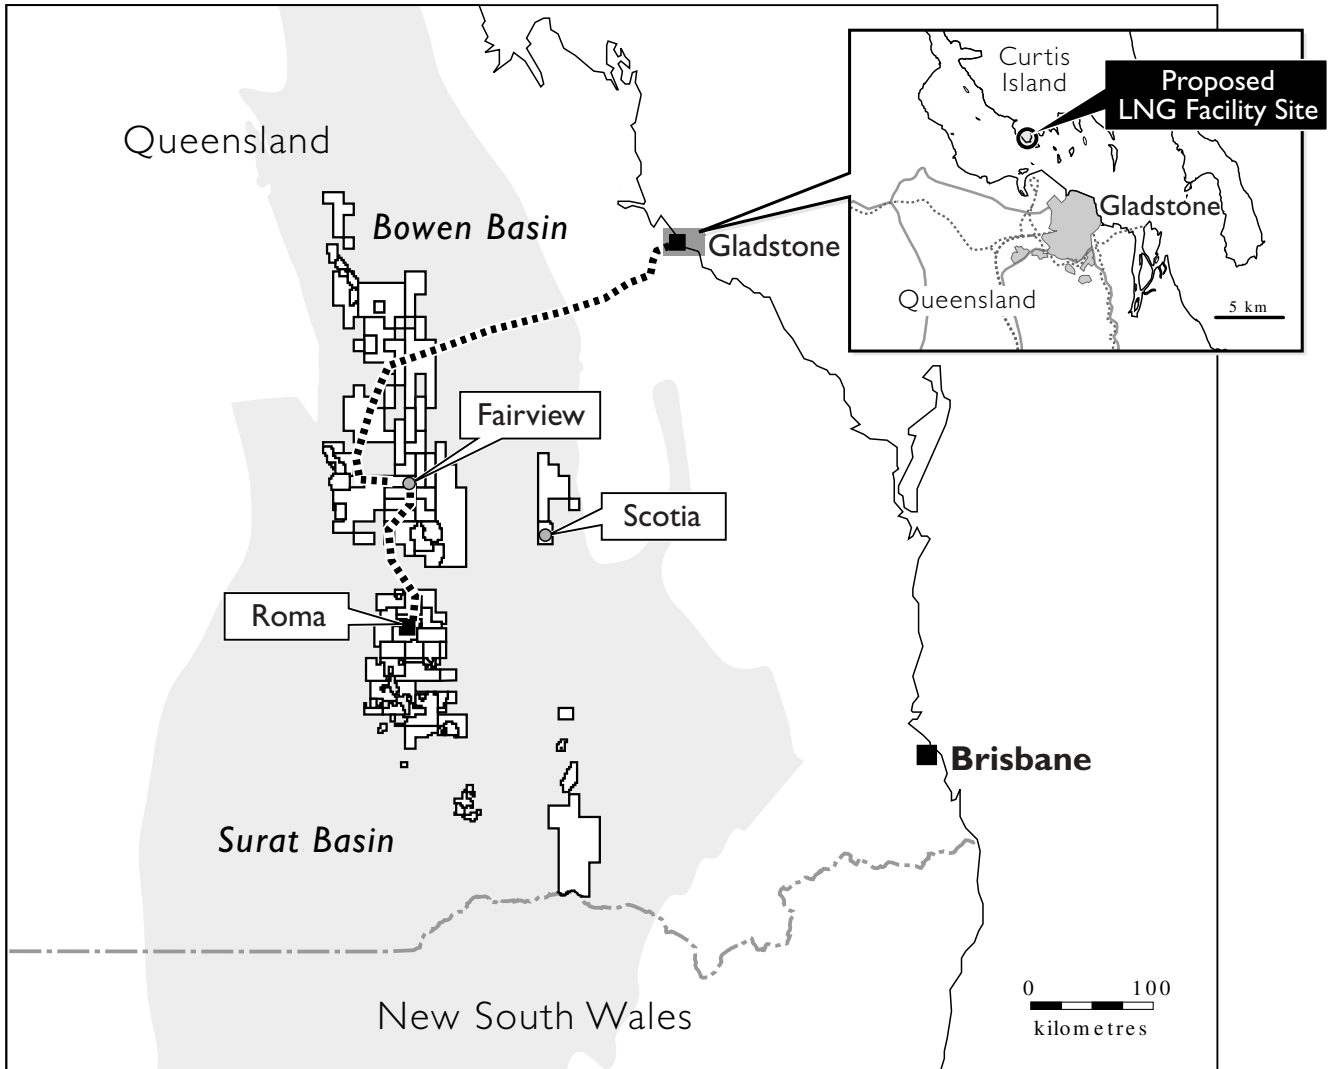 Curtis
Island
Proposed
LNG Facility Site
Queensland
Gladstone
Bowen Basin
Gladstone
Queensland
5 km
Fairview
Scotia
Roma
Brisbane
Surat Basin
0 100
kilometres
New South Wales